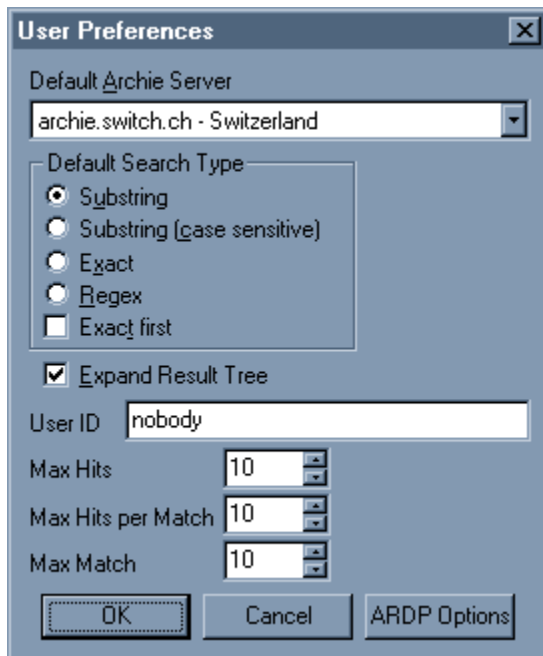 User Preferences
Default Archie Server
archie.switch.ch - Switzerland
Default Search Type
Substring
Substring (case sensitive)
Exact
Regex
Exact first
Expand Result Tree
User ID nobody
Max Hits 10
Max Hits per Match 10
Max Match 10
OK Cancel ARDP Options